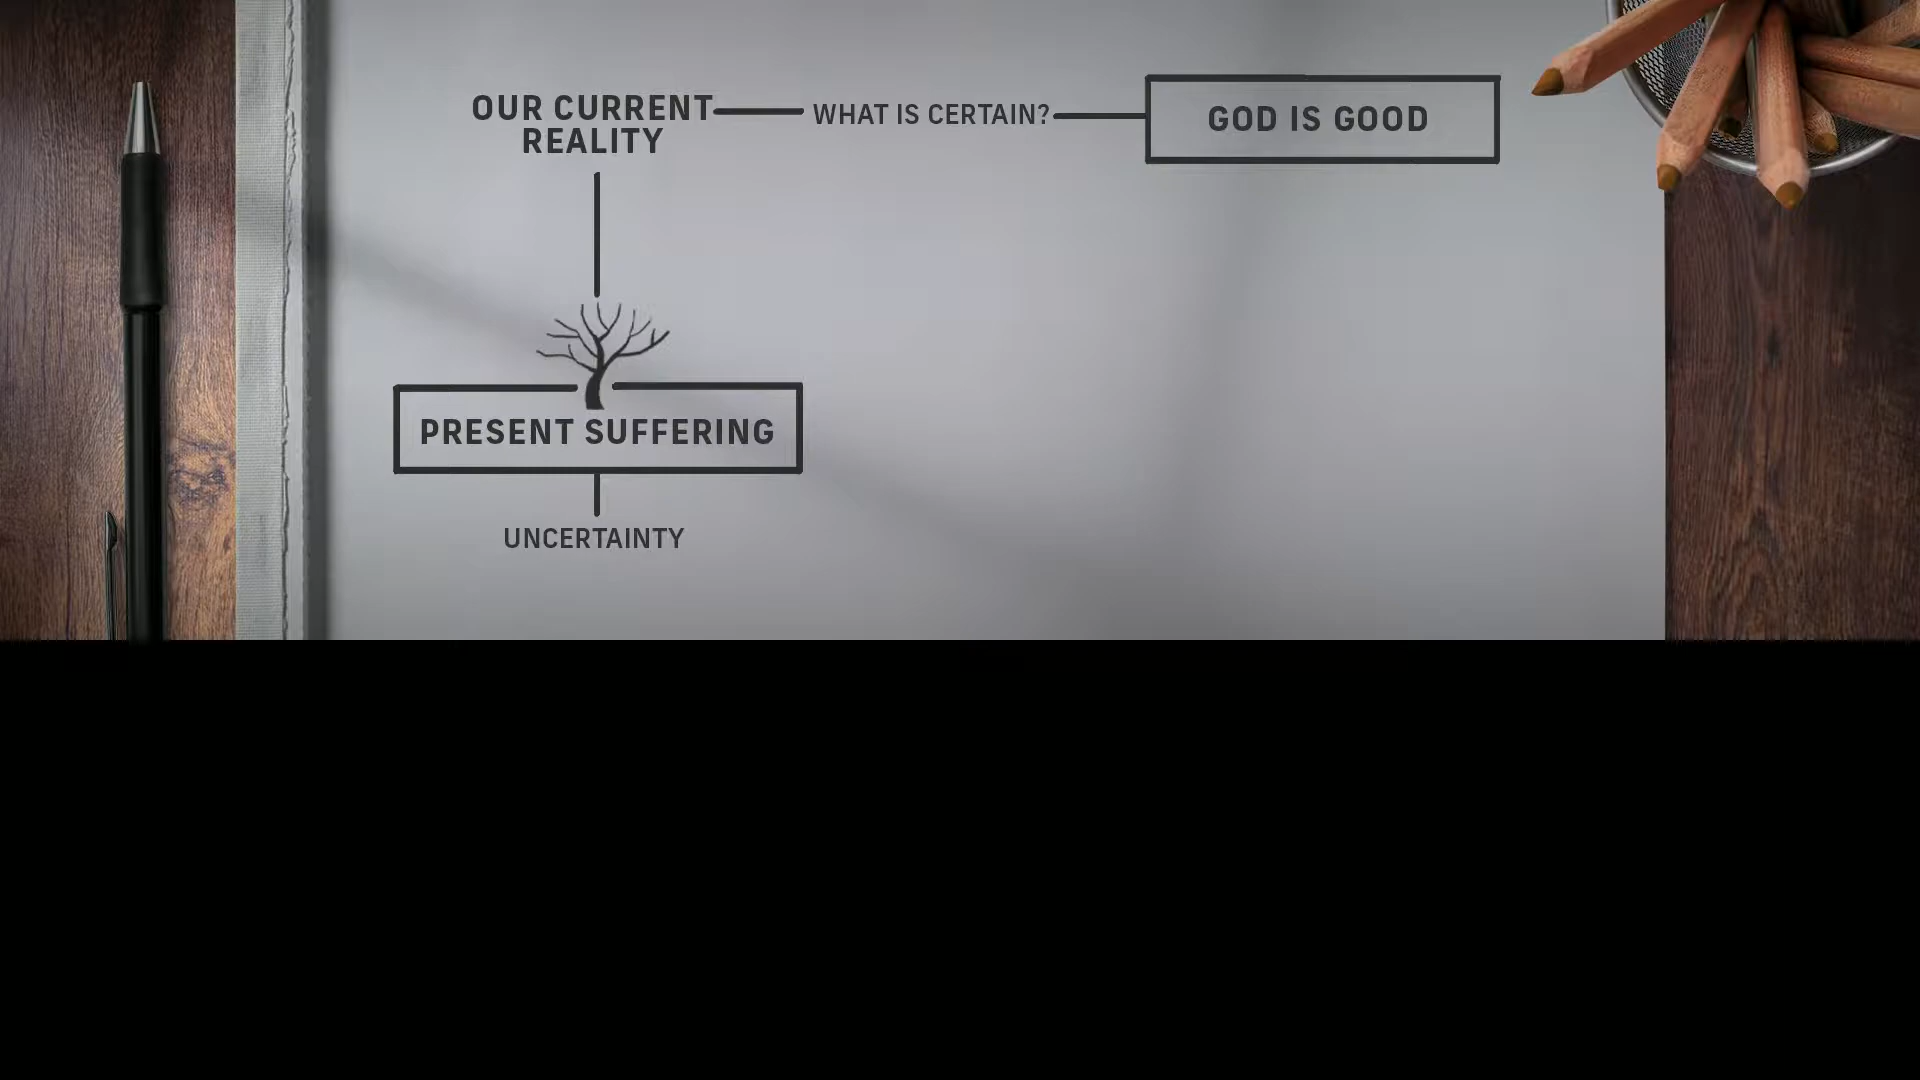 OUR CURRENT
REALITY
WHAT IS CERTAIN?
GOD IS GOOD
PRESENT SUFFERING
UNCERTAINTY